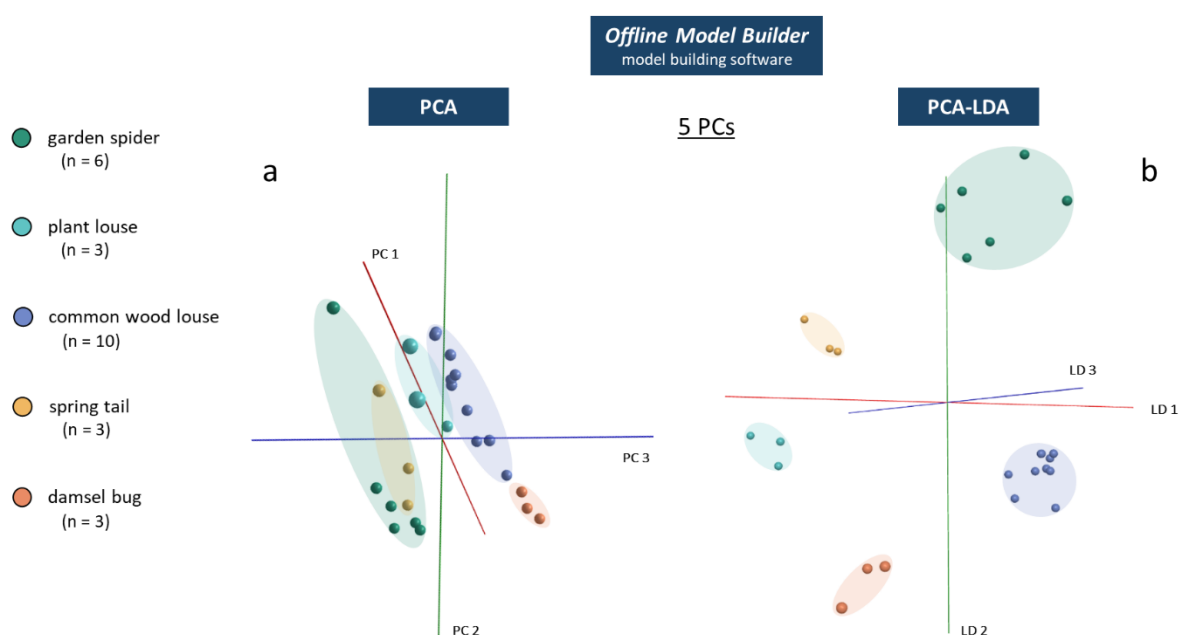 Offline Model Builder
model building software
PCA
5 PCs
PCA-LDA
garden spider
(n = 6)
plant louse
(n = 3)
common wood louse
(n = 10)
spring tail
(n = 3)
damsel bug
(n = 3)
a
PC 1
PC 3
PC 2
b
LD 3
LD 1
LD 2